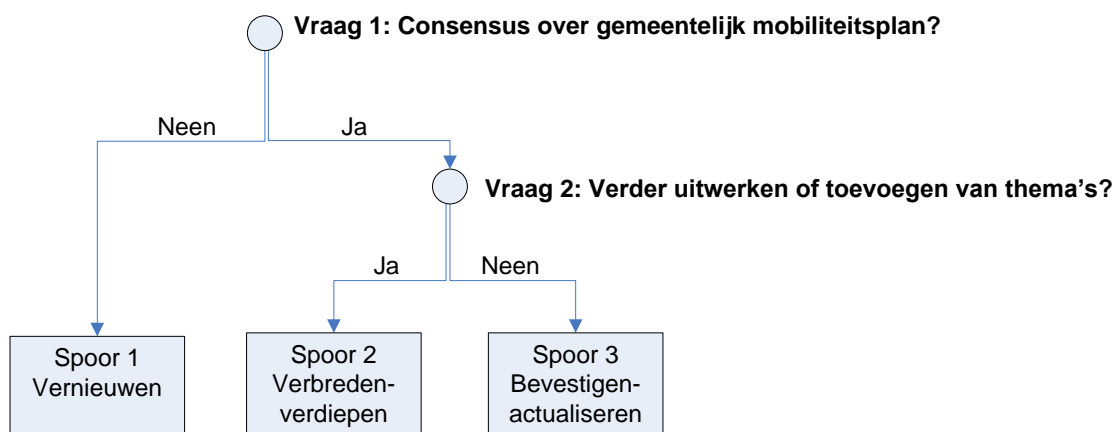 Vraag 1: Consensus over gemeentelijk mobiliteitsplan?
Neen
Ja
Vraag 2: Verder uitwerken of toevoegen van thema's?
Ja
Neen
Spoor 1
Vernieuwen
Spoor 2
Verbreden-
verdiepen
Spoor 3
Bevestigen-
actualiseren